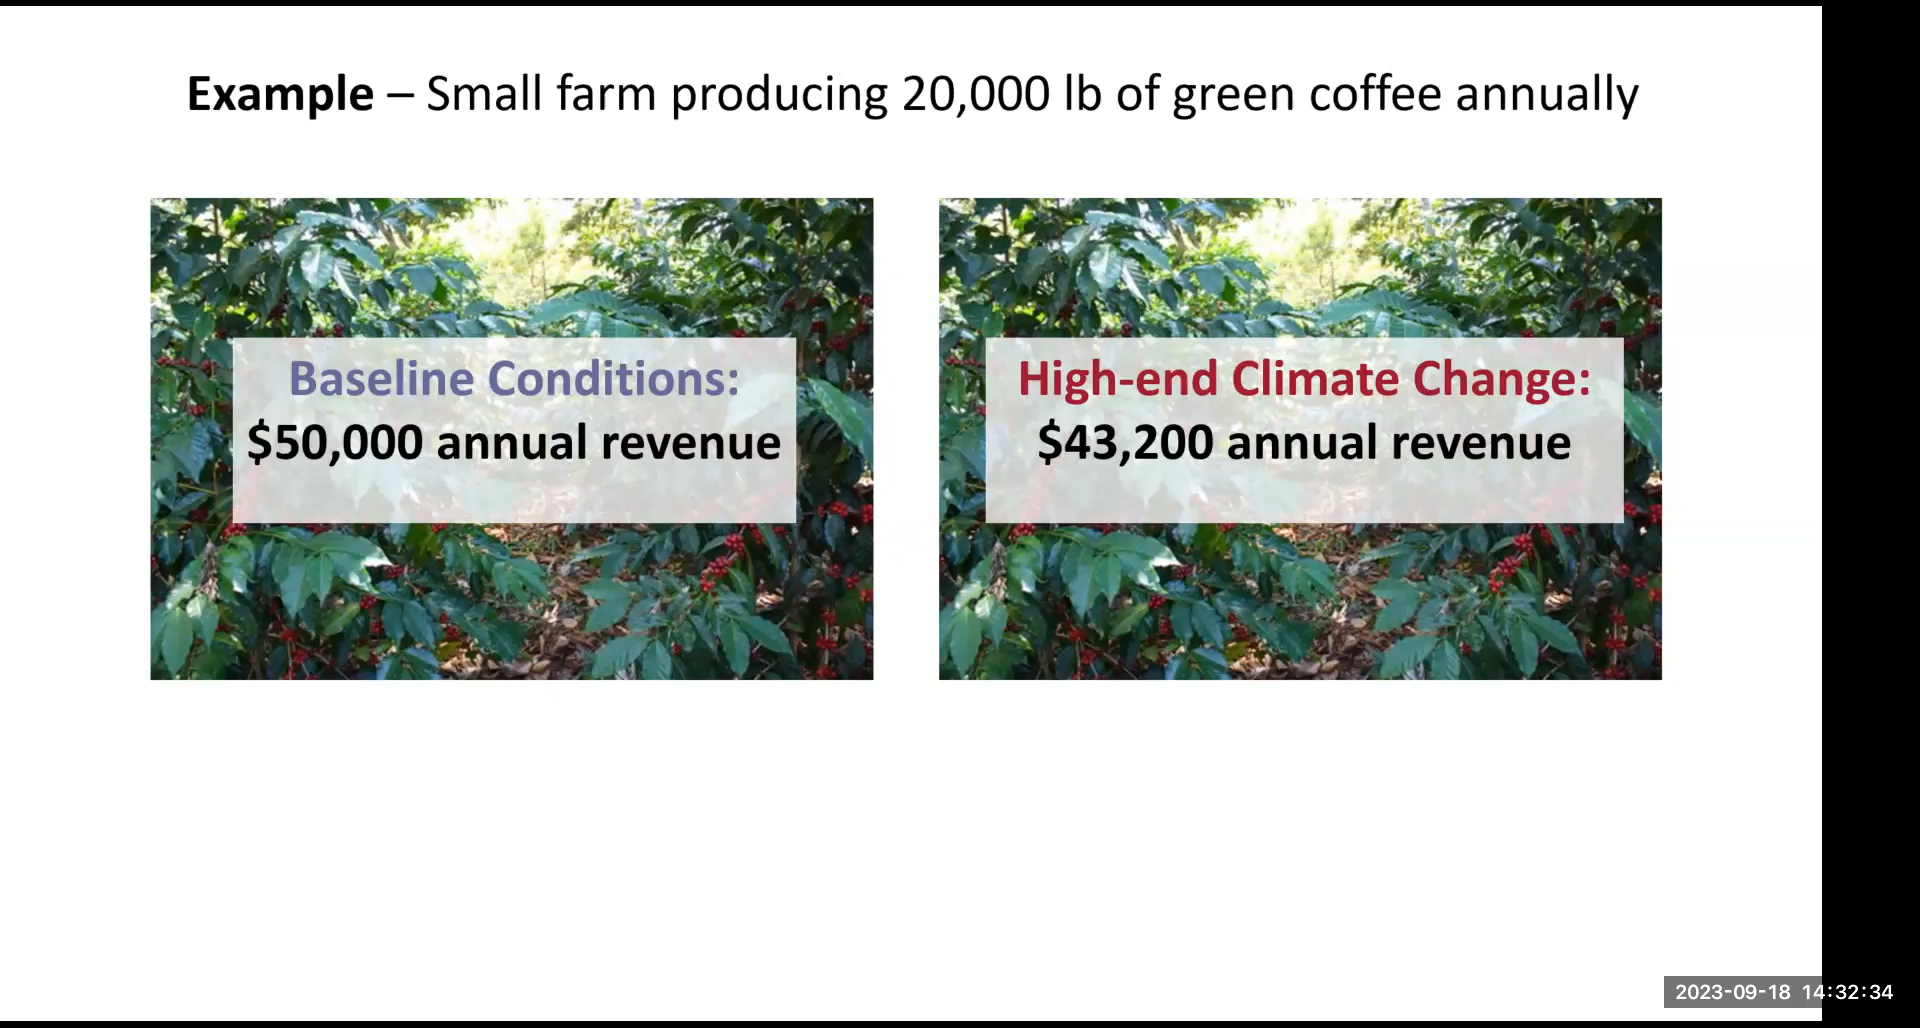 Example – Small farm producing 20,000 lb of green coffee annually
Baseline Conditions:
$50,000 annual revenue
High-end Climate Change:
$43,200 annual revenue
2023-09-18 14:32:34